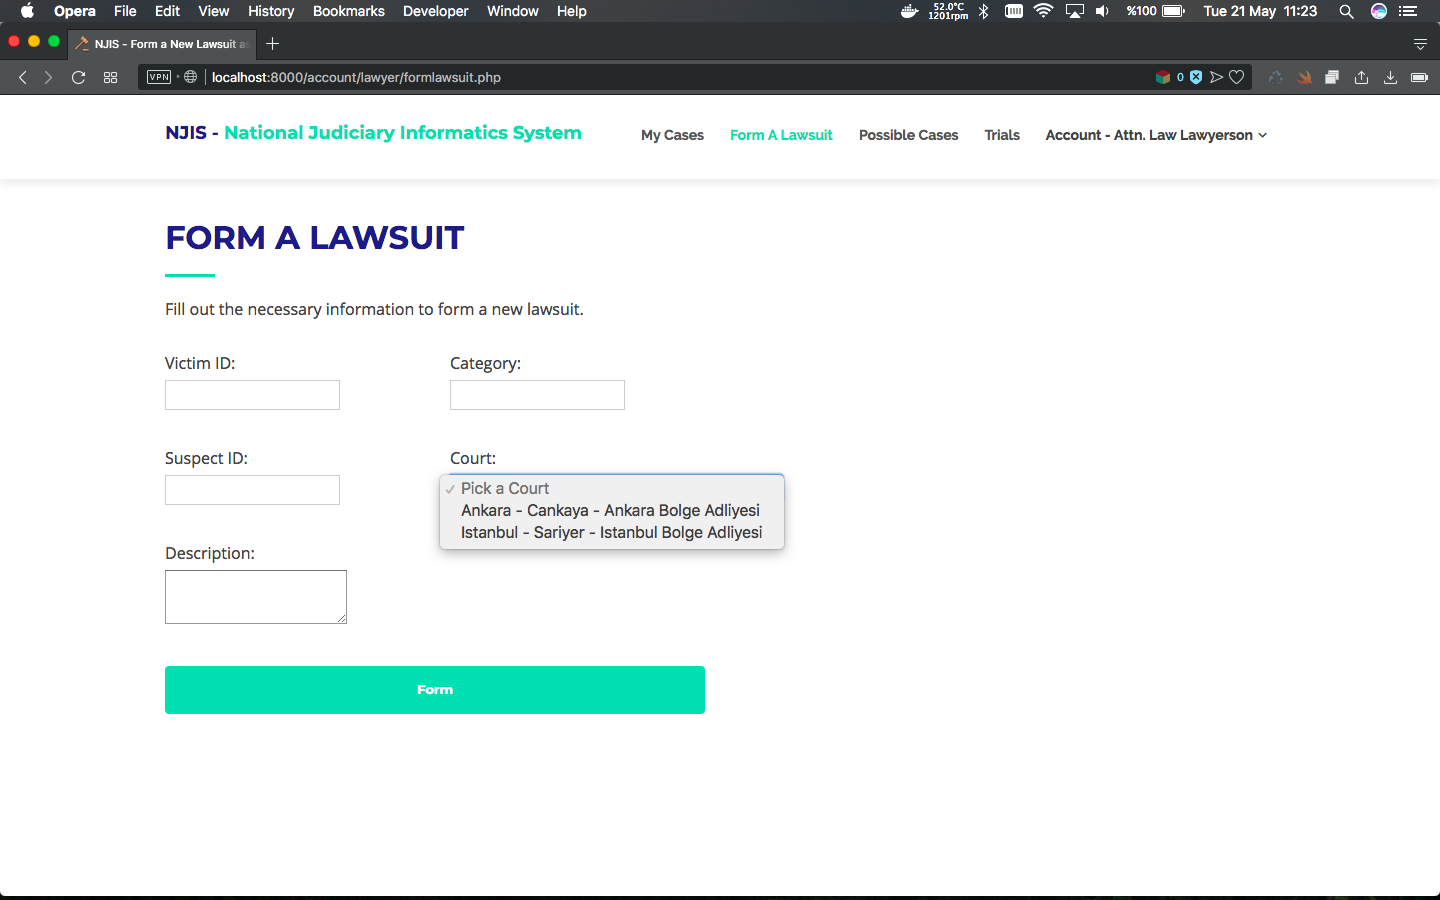 Opera File Edit View History Bookmarks Developer Window Help 52.0°C 1201rpm %100 Tue 21 May 11:23
NJIS - Form a New Lawsuit as
VPN localhost:8000/account/lawyer/formlawsuit.php 0
NJIS - National Judiciary Informatics System My Cases Form A Lawsuit Possible Cases Trials Account - Attn. Law Lawyerson
FORM A LAWSUIT
Fill out the necessary information to form a new lawsuit.
Victim ID: Category:
Suspect ID: Court:
Pick a Court
Ankara - Cankaya - Ankara Bolge Adliyesi
Istanbul - Sariyer - Istanbul Bolge Adliyesi
Description:
Form